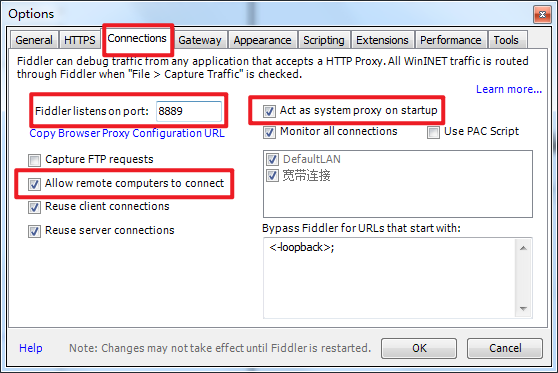 Options
General HTTPS Connections Gateway Appearance Scripting Extensions Performance Tools
Fiddler can debug traffic from any application that accepts a HTTP Proxy. All WinINET traffic is routed
through Fiddler when "File > Capture Traffic" is checked.
Learn more...
Fiddler listens on port: 8889
Act as system proxy on startup
Copy Browser Proxy Configuration URL
Monitor all connections
Use PAC Script
Capture FTP requests
DefaultLAN
宽带连接
Allow remote computers to connect
Reuse client connections
Reuse server connections
Bypass Fiddler for URLs that start with:
<-loopback>;
Help
Note: Changes may not take effect until Fiddler is restarted.
OK
Cancel